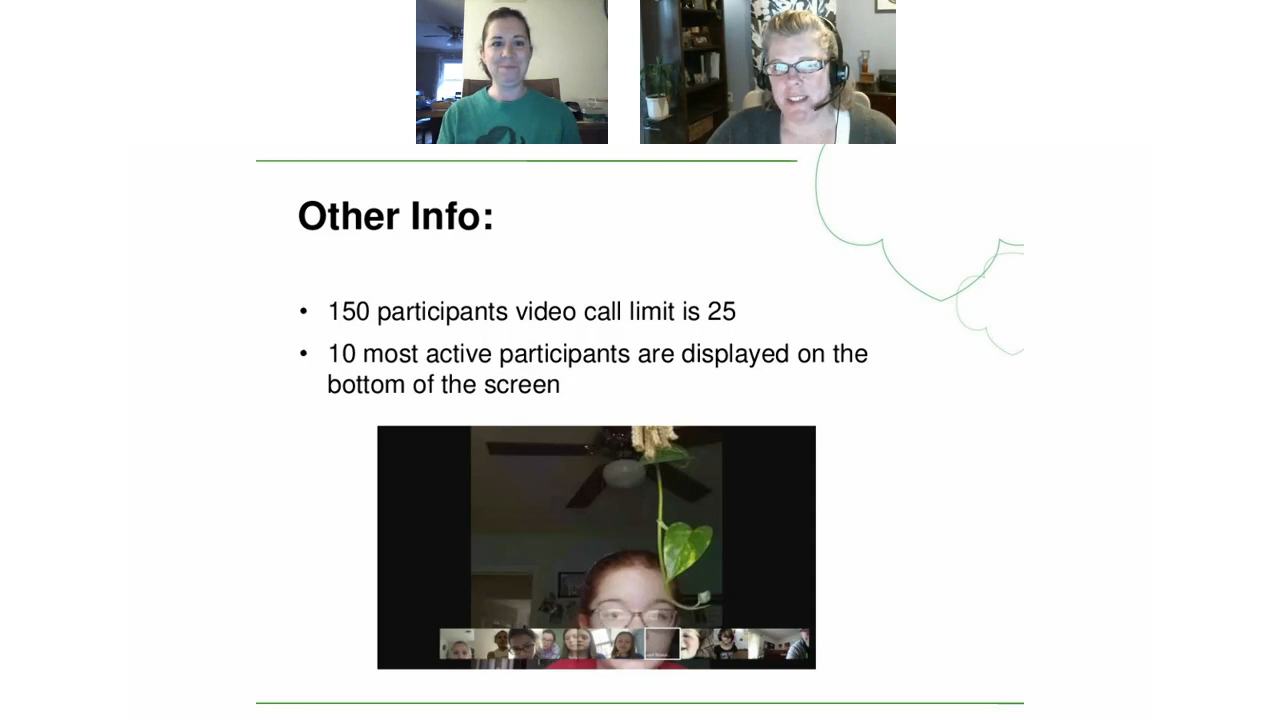 Other Info:
• 150 participants video call limit is 25
• 10 most active participants are displayed on the
bottom of the screen